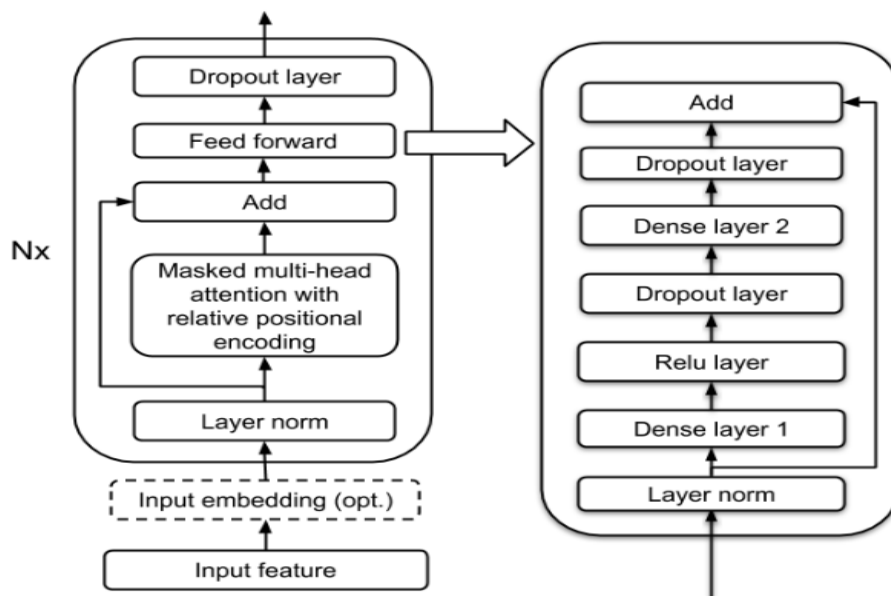 Dropout layer
Feed forward
Add
Nx
Masked multi-head
attention with
relative positional
encoding
Layer norm
Input embedding (opt.)
Input feature
Add
Dropout layer
Dense layer 2
Dropout layer
Relu layer
Dense layer 1
Layer norm